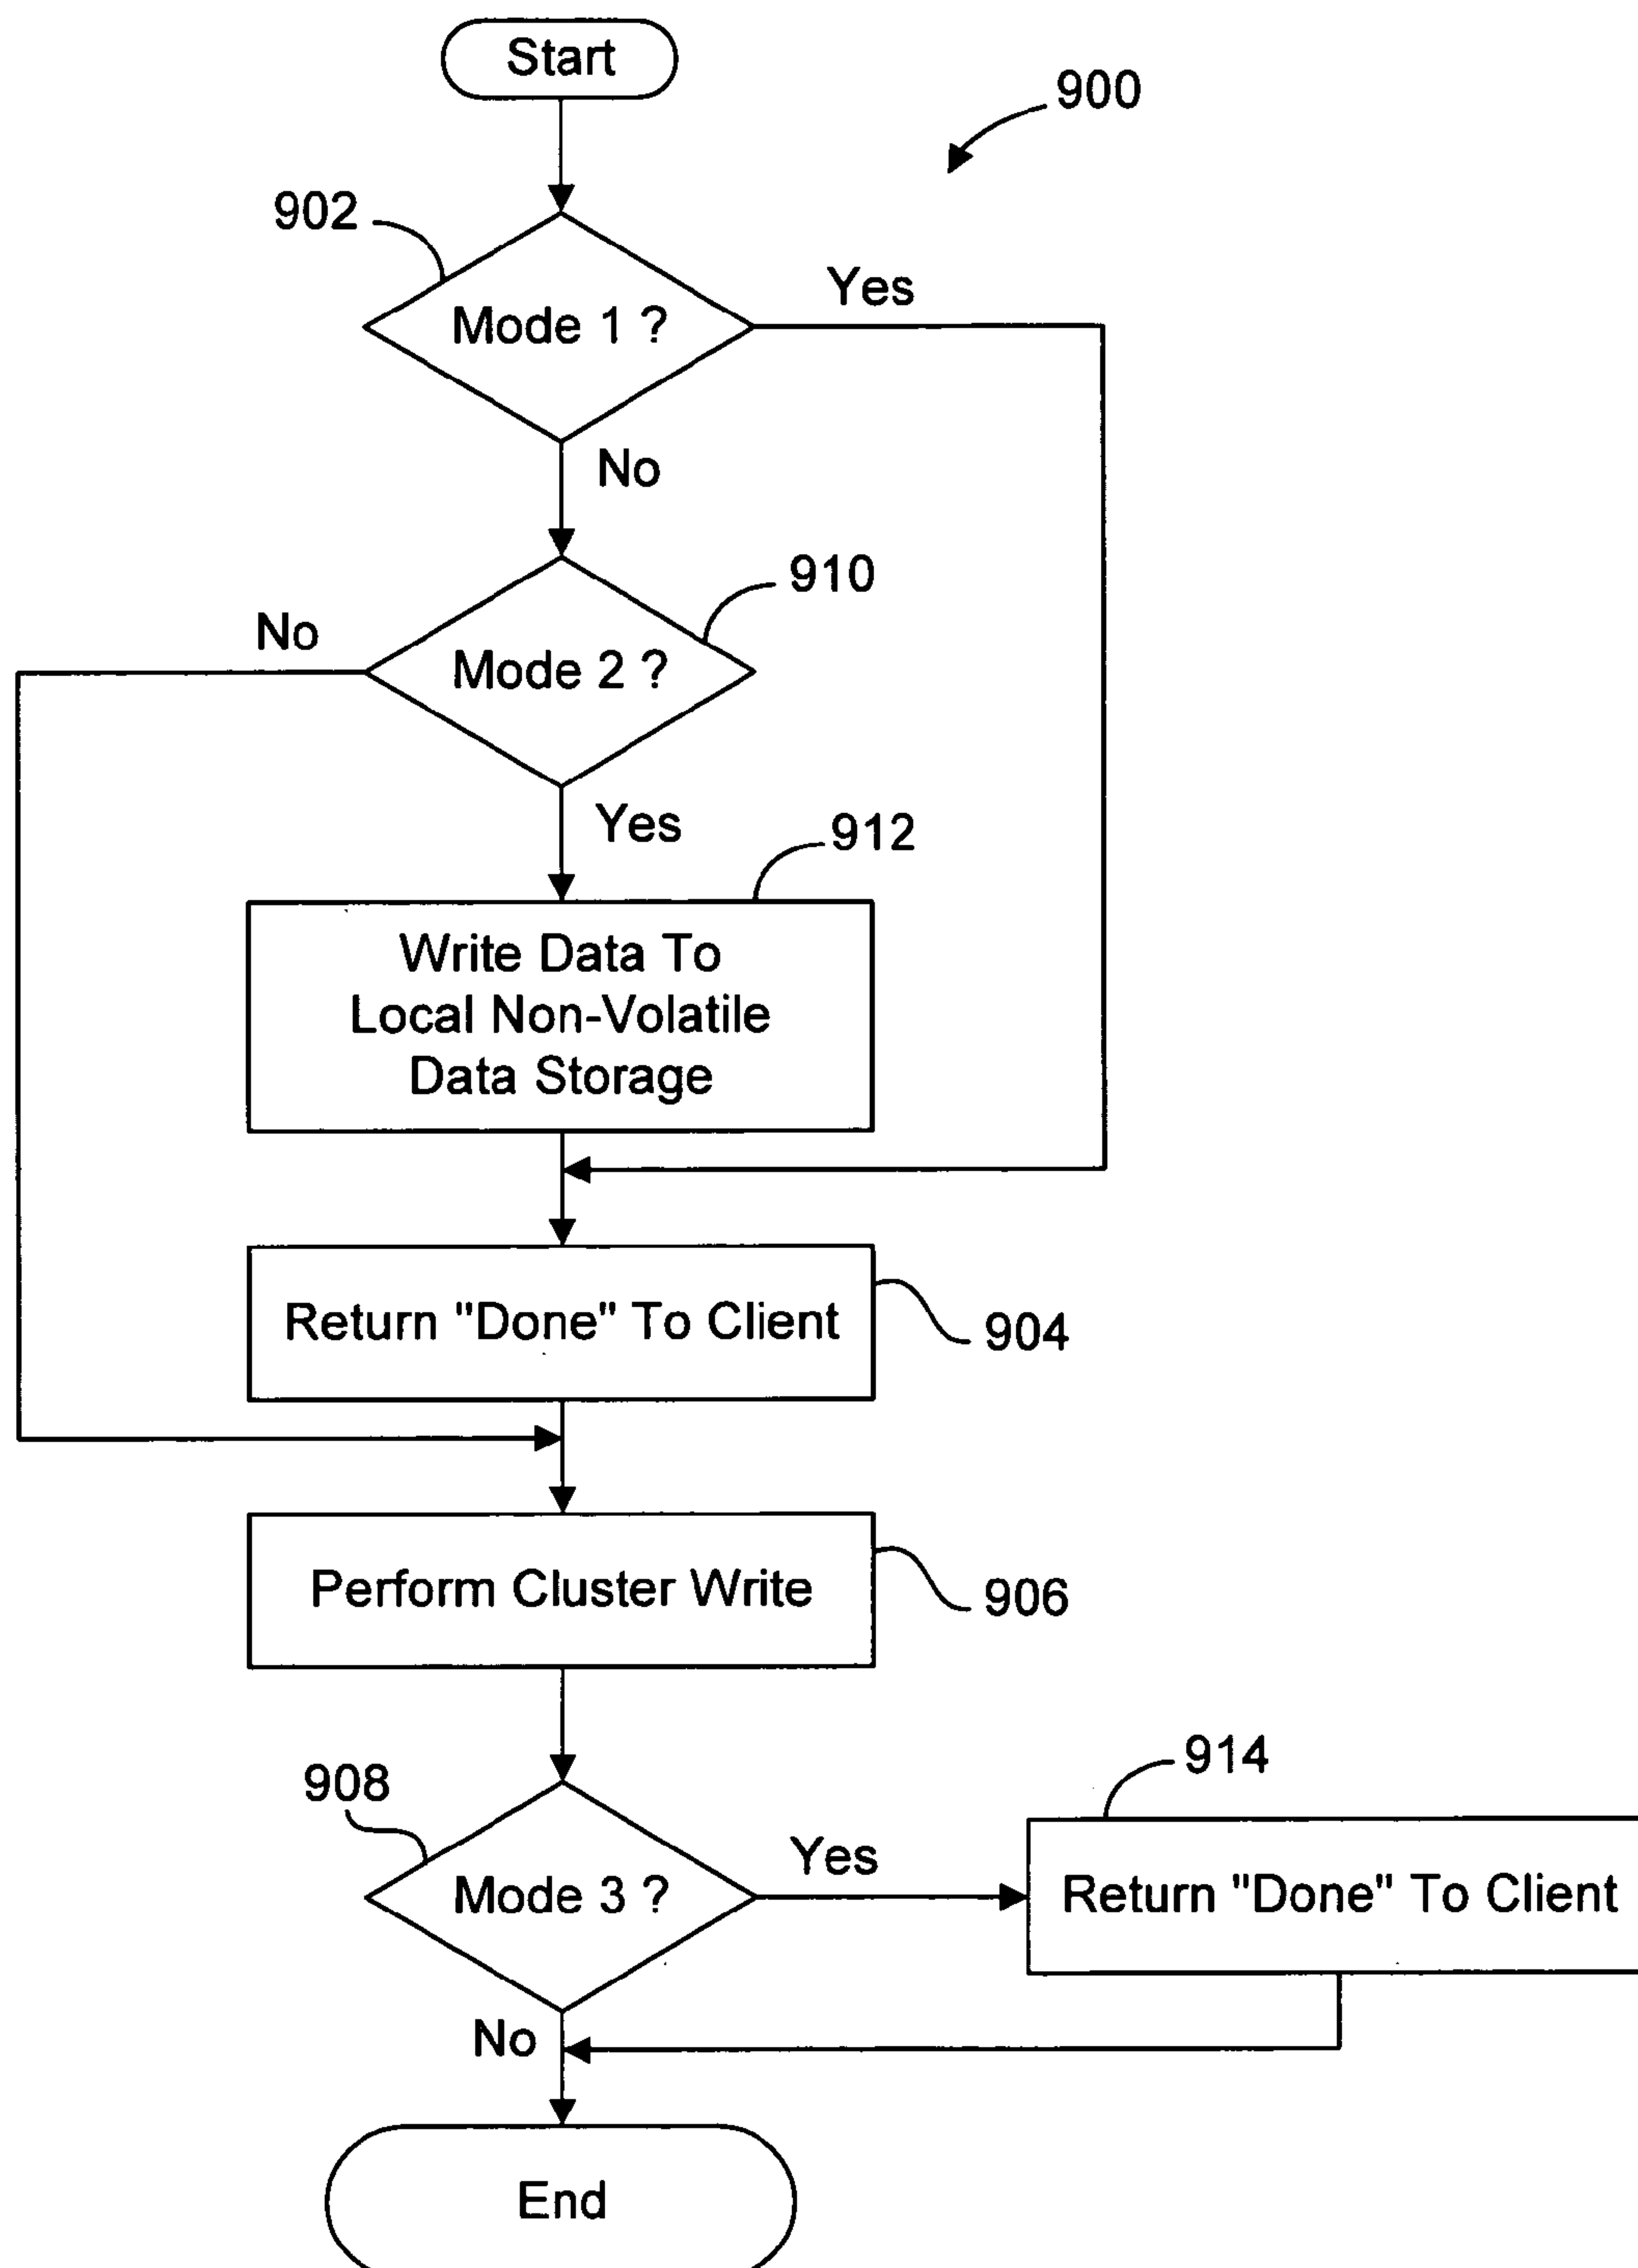 Start
900
902
Mode 1 ?
Yes
No
910
No
Mode 2 ?
Yes
912
Write Data To
Local Non-Volatile
Data Storage
Return "Done" To Client
904
Perform Cluster Write
906
914
908
Yes
Mode 3 ?
Return "Done" To Client
No
End